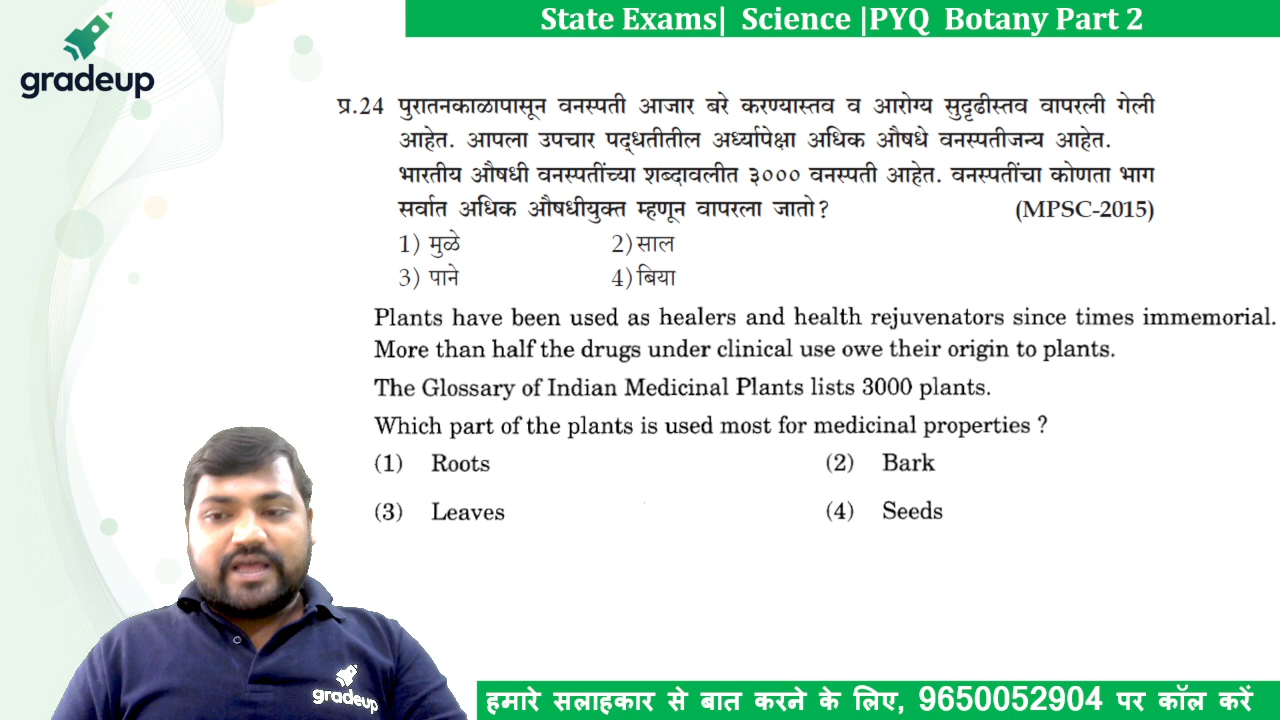 State Exams| Science |PYQ Botany Part 2
gradeup
प्र.24 पुरातनकाळापासून वनस्पती आजार बरे करण्यास्तव व आरोग्य सुदृढीस्तव वापरली गेली
आहेत. आपला उपचार पद्धतीतील अर्ध्यापेक्षा अधिक औषधे वनस्पतीजन्य आहेत.
भारतीय औषधी वनस्पतींच्या शब्दावलीत ३००० वनस्पती आहेत. वनस्पतींचा कोणता भाग
सर्वात अधिक औषधीयुक्त म्हणून वापरला जातो? (MPSC-2015)
1) मुळे 2) साल
3) पाने 4) बिया
Plants have been used as healers and health rejuvenators since times immemorial.
More than half the drugs under clinical use owe their origin to plants.
The Glossary of Indian Medicinal Plants lists 3000 plants.
Which part of the plants is used most for medicinal properties ?
(1) Roots (2) Bark
(3) Leaves (4) Seeds
gradeup
हमारे सलाहकार से बात करने के लिए, 9650052904 पर कॉल करें